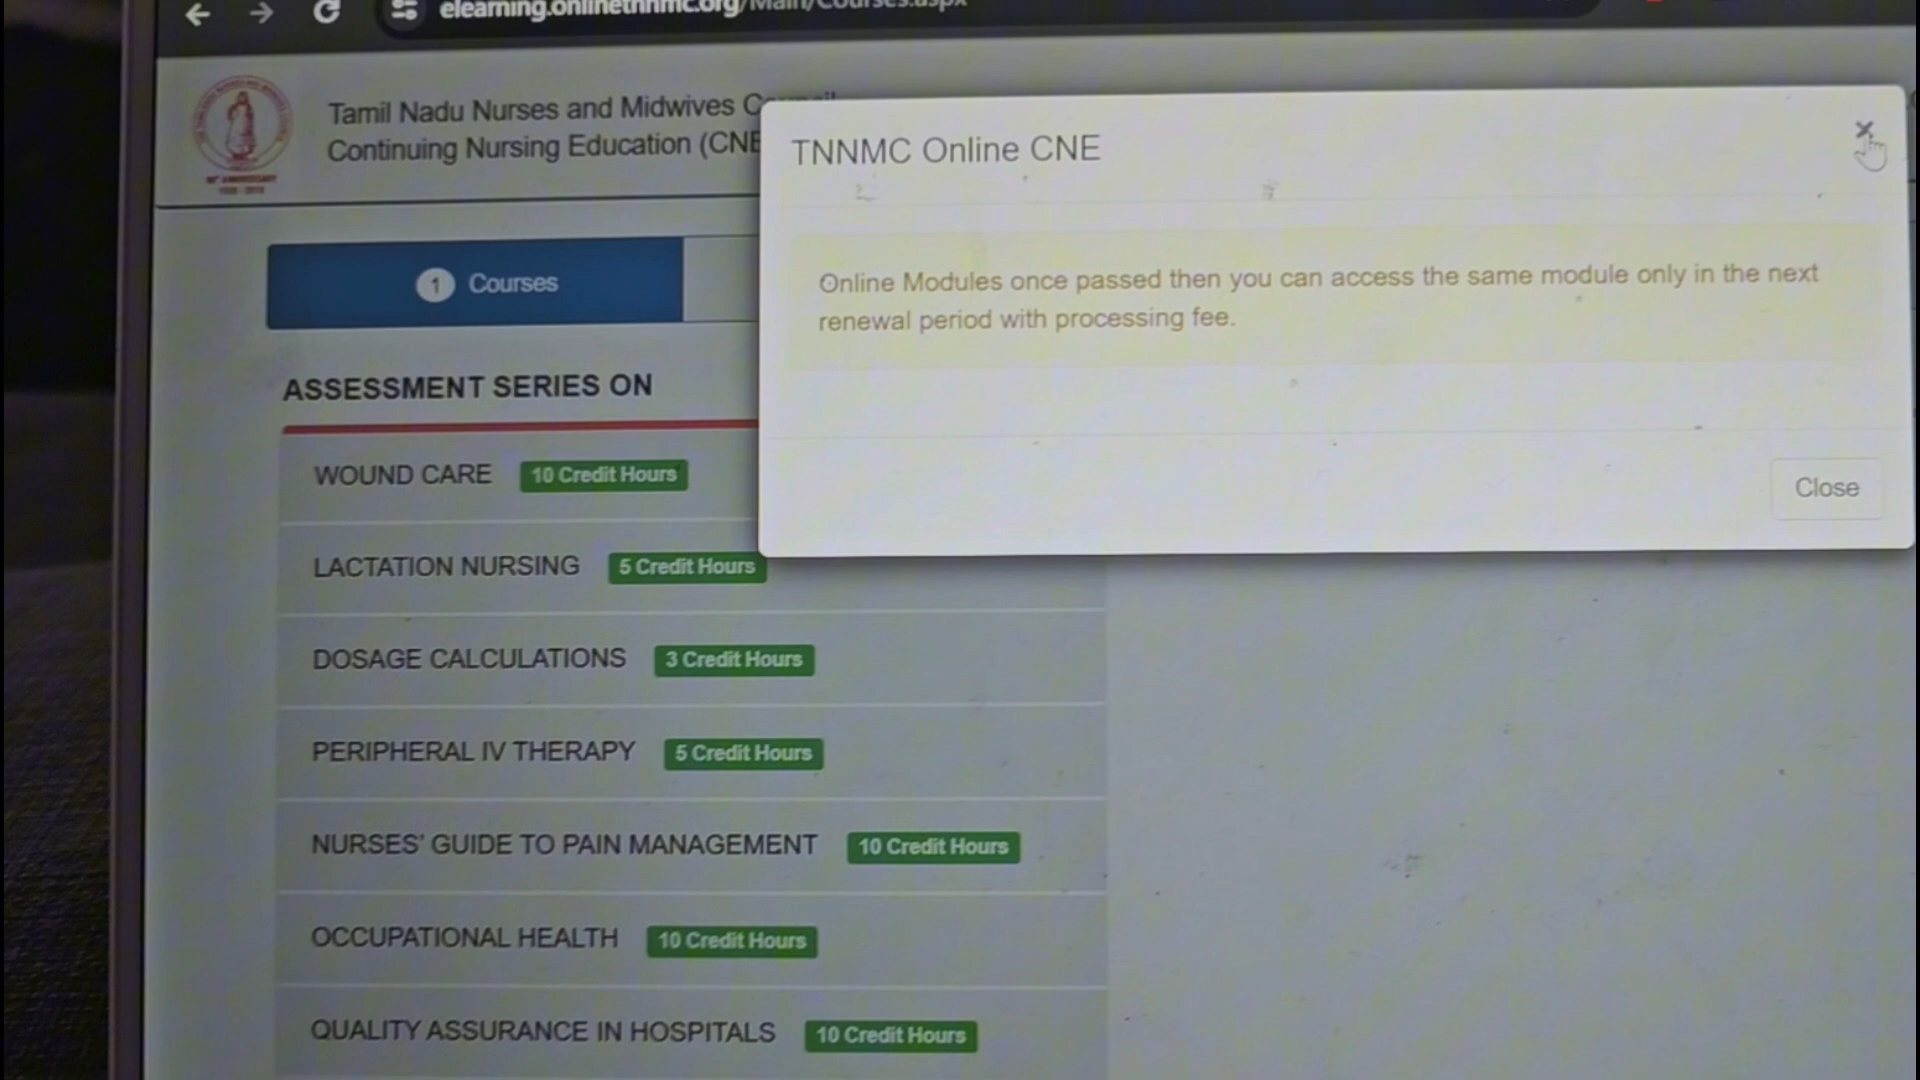 elearning.onlinetnnmc.org/Main/Courses.aspx
Tamil Nadu Nurses and Midwives Council
Continuing Nursing Education (CNE
TNNMC Online CNE
Online Modules once passed then you can access the same module only in the next
renewal period with processing fee.
Close
1 Courses
ASSESSMENT SERIES ON
WOUND CARE 10 Credit Hours
LACTATION NURSING 5 Credit Hours
DOSAGE CALCULATIONS 3 Credit Hours
PERIPHERAL IV THERAPY 5 Credit Hours
NURSES' GUIDE TO PAIN MANAGEMENT 10 Credit Hours
OCCUPATIONAL HEALTH 10 Credit Hours
QUALITY ASSURANCE IN HOSPITALS 10 Credit Hours